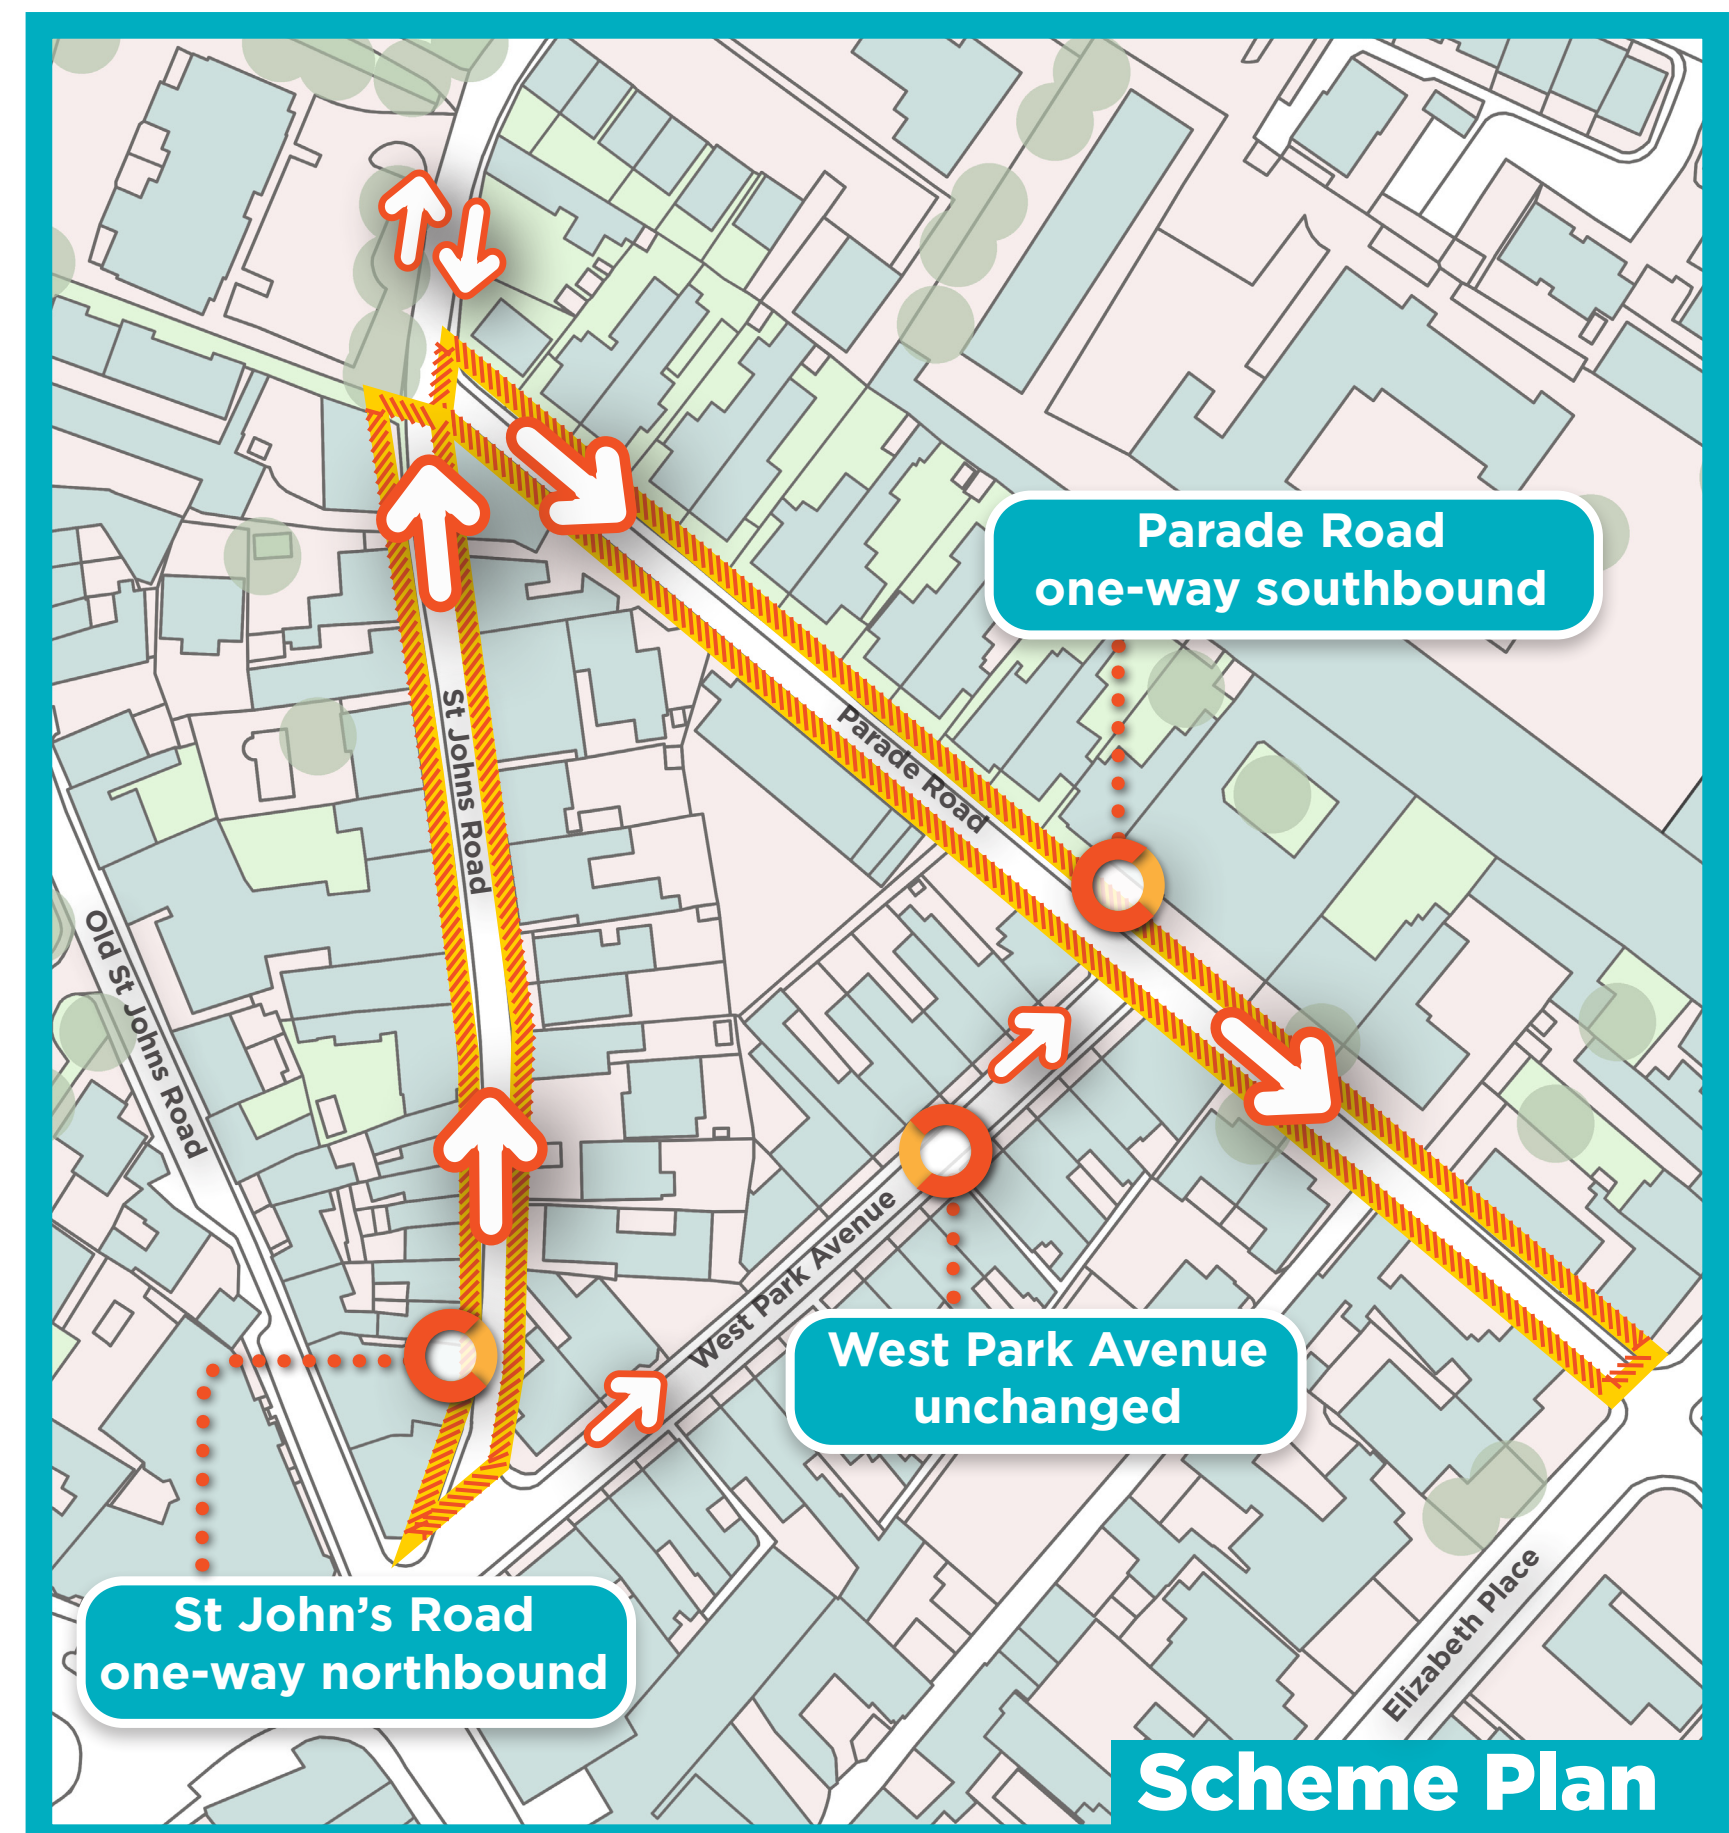 Parade Road
one-way southbound
St Johns Road
Parade Road
Old St Johns Road
West Park Avenue
West Park Avenue
unchanged
St John’s Road
one-way northbound
Elizabeth Place
Scheme Plan